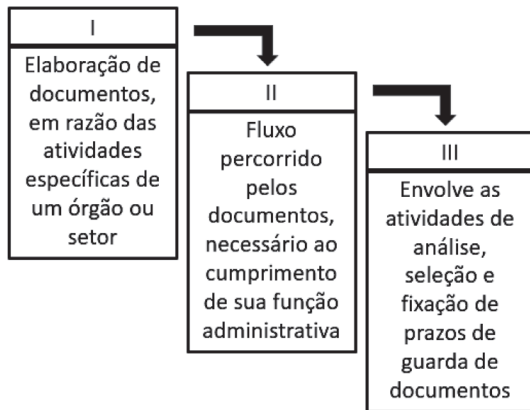 I
Elaboração de
documentos,
em razão das
atividades
específicas de
um órgão ou
setor
II
Fluxo
percorrido
pelos
documentos,
necessário ao
cumprimento
de sua função
administrativa
III
Envolve as
atividades de
análise,
seleção e
fixação de
prazos de
guarda de
documentos